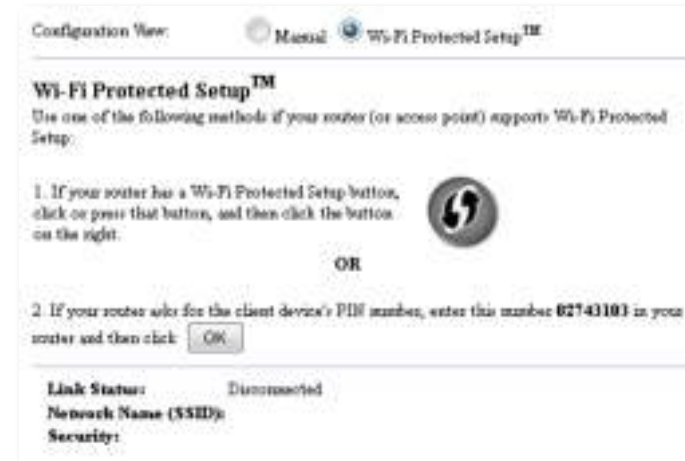 Configuration View: Manual Wi-Fi Protected Setup™
Wi-Fi Protected Setup™
Use one of the following methods if your router (or access point) supports Wi-Fi Protected
Setup:
1. If your router has a Wi-Fi Protected Setup button,
click or press that button, and then click the button
on the right.
OR
2. If your router asks for the client device's PIN number, enter this number 82743103 in your
router and then click OK
Link Status: Disconnected
Network Name (SSID):
Security: